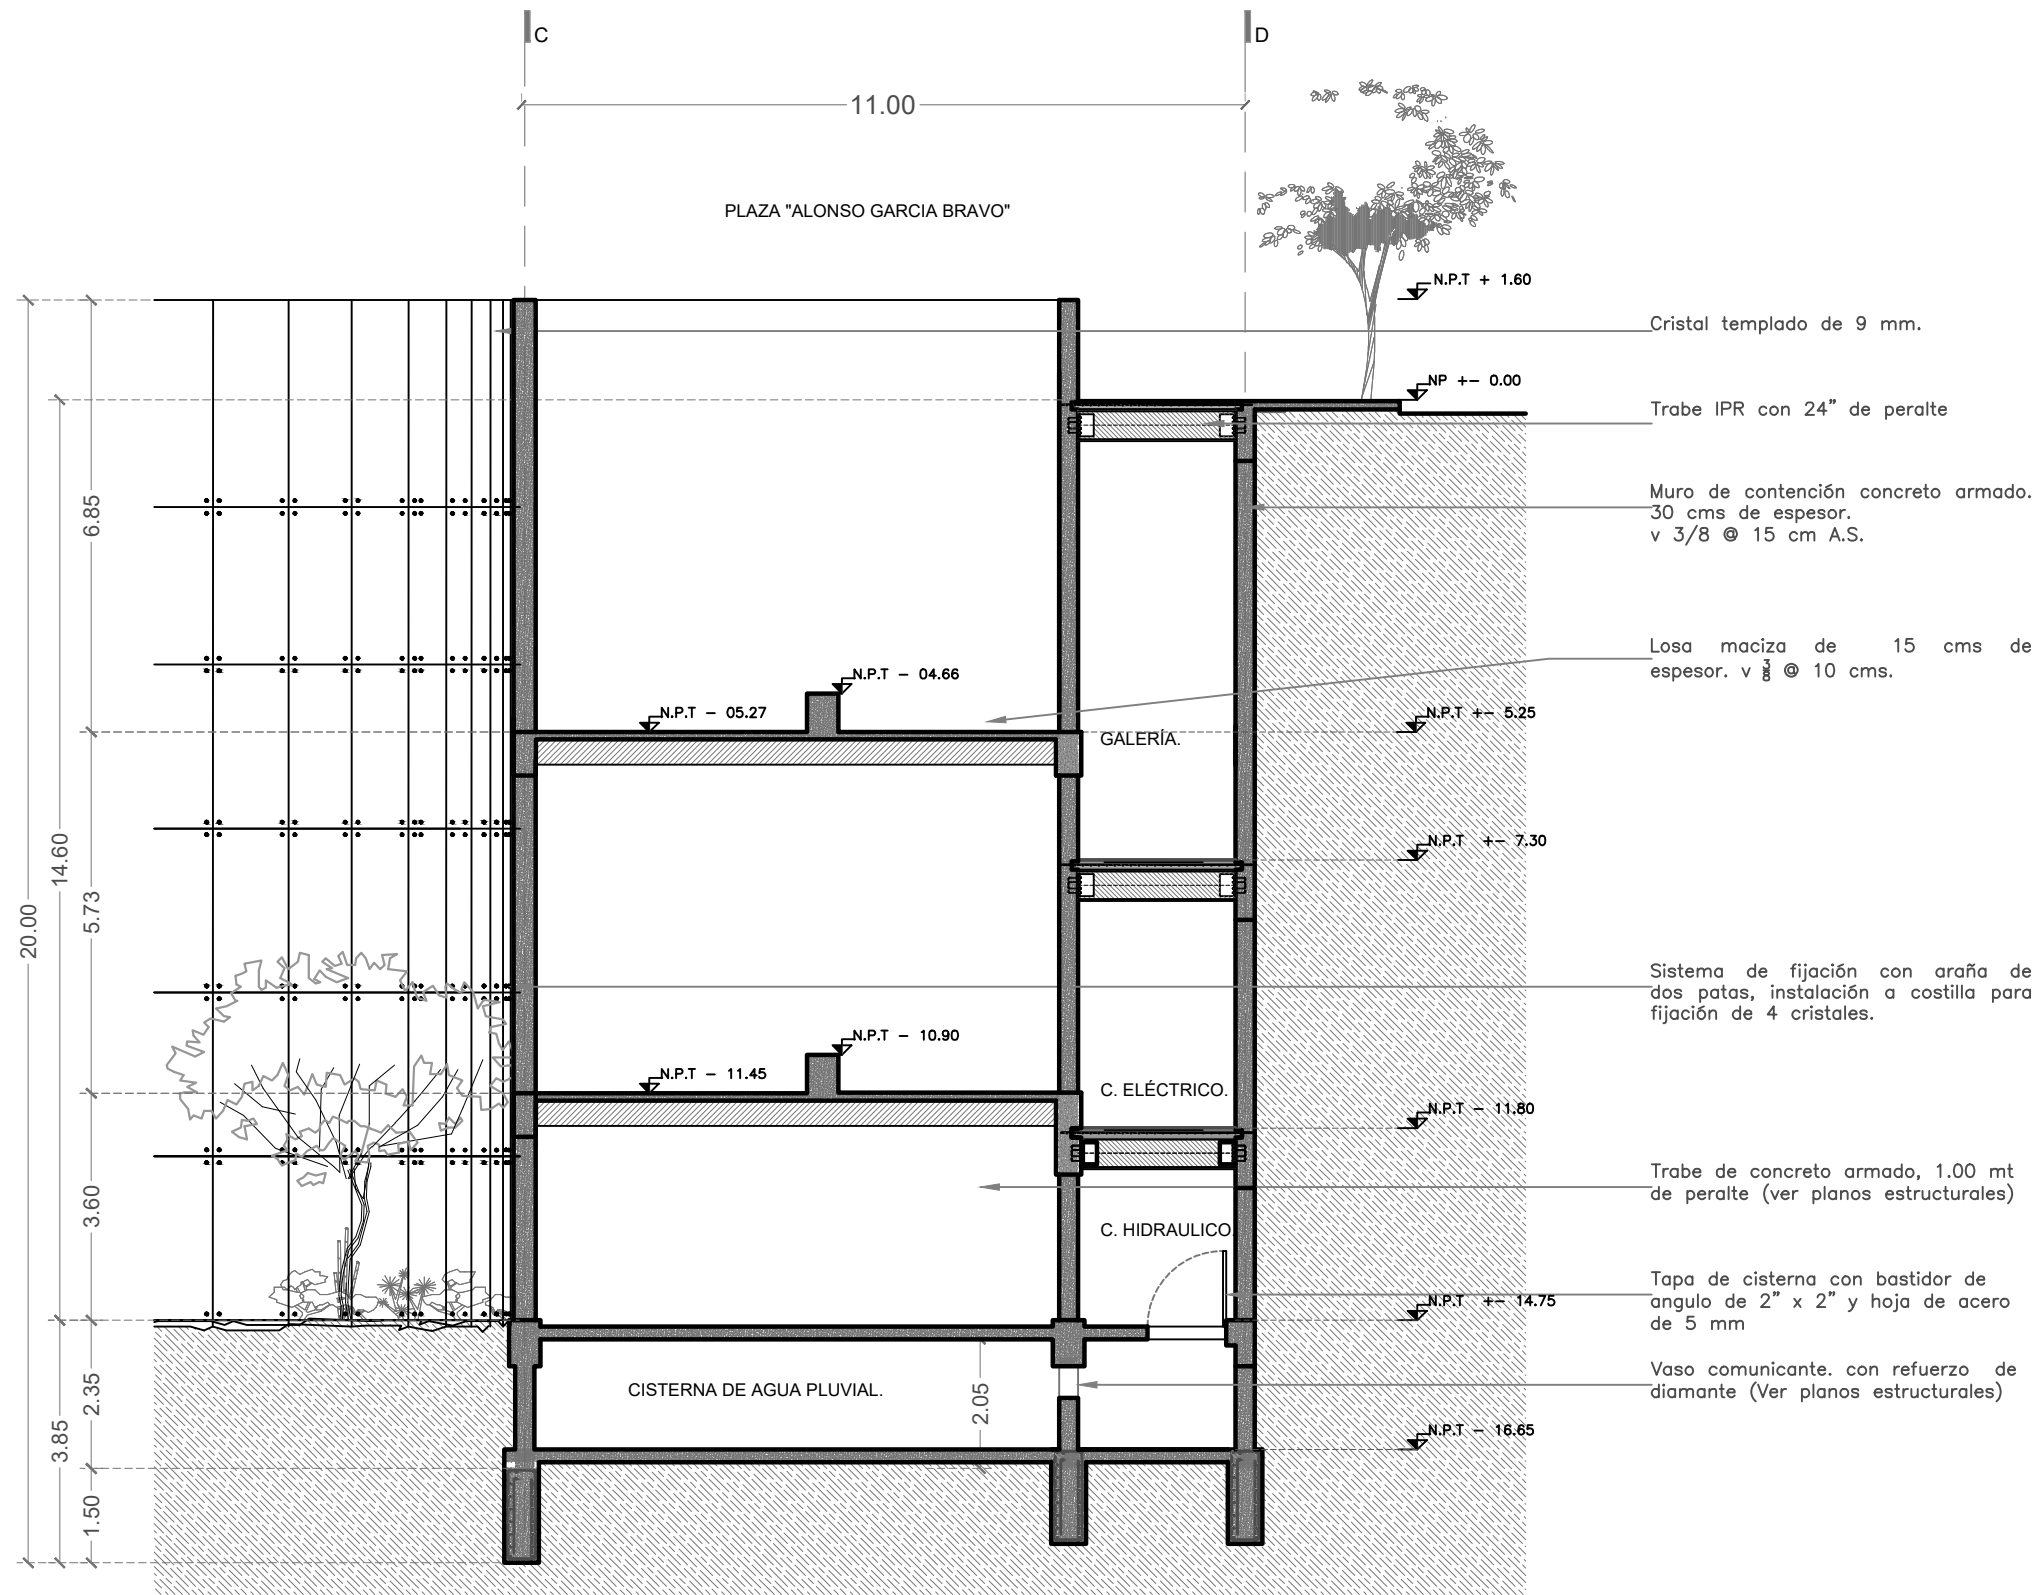 C
D
11.00
PLAZA "ALONSO GARCIA BRAVO"
N.P.T + 1.60
Cristal templado de 9 mm.
NP +- 0.00
Trabe IPR con 24” de peralte
Muro de contención concreto armado.
30 cms de espesor.
v 3/8 @ 15 cm A.S.
6.85
Losa maciza de 15 cms de
espesor. v 3/8 @ 10 cms.
N.P.T - 04.66
N.P.T - 05.27
N.P.T +- 5.25
GALERÍA.
N.P.T +- 7.30
14.60
5.73
20.00
Sistema de fijación con araña de
dos patas, instalación a costilla para
fijación de 4 cristales.
N.P.T - 10.90
N.P.T - 11.45
C. ELÉCTRICO.
N.P.T - 11.80
Trabe de concreto armado, 1.00 mt
de peralte (ver planos estructurales)
3.60
C. HIDRAULICO.
Tapa de cisterna con bastidor de
angulo de 2” x 2” y hoja de acero
de 5 mm
N.P.T +- 14.75
Vaso comunicante. con refuerzo de
diamante (Ver planos estructurales)
CISTERNA DE AGUA PLUVIAL.
2.05
2.35
3.85
N.P.T - 16.65
1.50